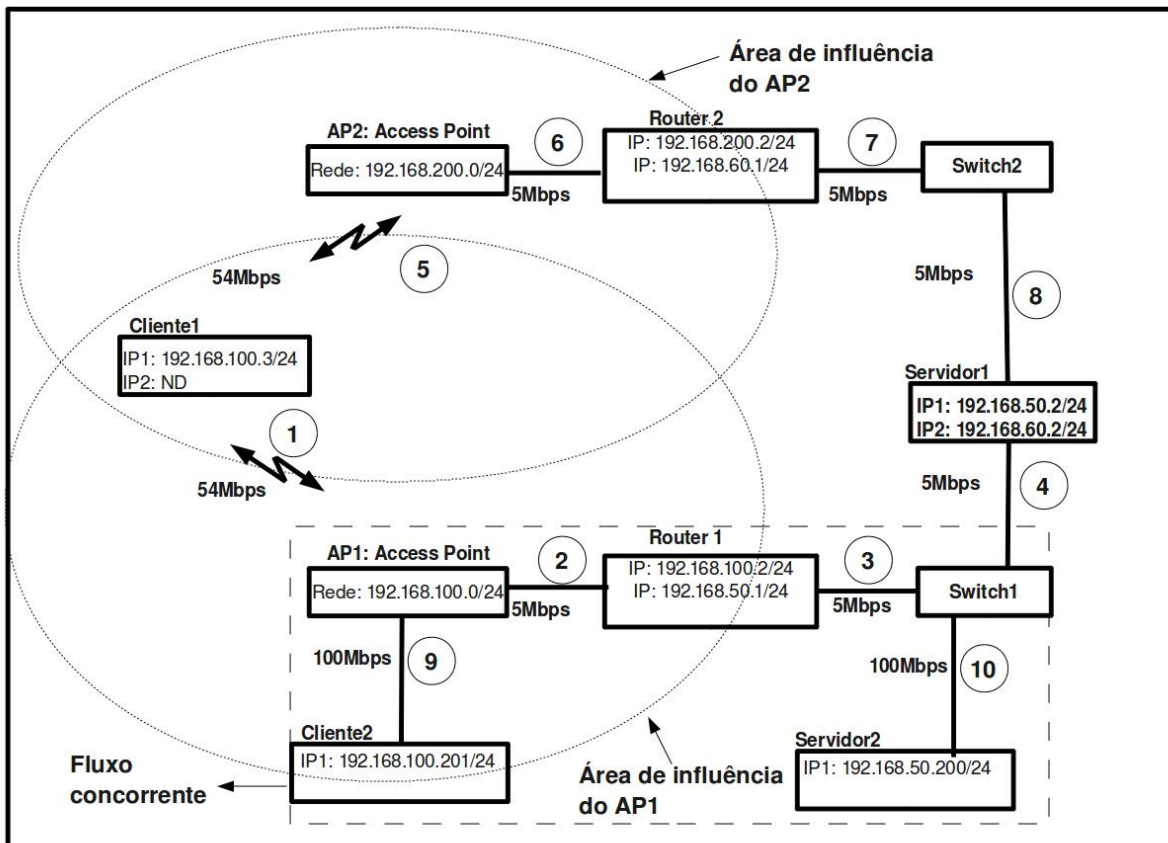 Área de influência
do AP2
AP2: Access Point
Rede: 192.168.200.0/24
6
5Mbps
Router 2
IP: 192.168.200.2/24
IP: 192.168.60.1/24
7
5Mbps
Switch2
54Mbps
5
5Mbps
8
Cliente1
IP1: 192.168.100.3/24
IP2: ND
Servidor1
IP1: 192.168.50.2/24
IP2: 192.168.60.2/24
1
54Mbps
5Mbps
4
AP1: Access Point
Rede: 192.168.100.0/24
2
5Mbps
Router 1
IP: 192.168.100.2/24
IP: 192.168.50.1/24
3
5Mbps
Switch1
100Mbps
9
100Mbps
10
Cliente2
IP1: 192.168.100.201/24
Fluxo
concorrente
Área de influência
do AP1
Servidor2
IP1: 192.168.50.200/24